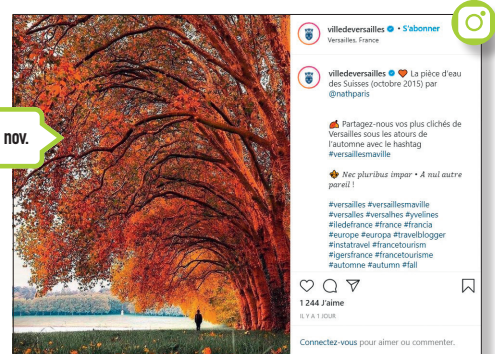 nov.
villedeversailles • S'abonner
Versailles, France
villedeversailles La pièce d'eau
des Suisses (octobre 2015) par
@nathparis
Partagez-nous vos plus clichés de
Versailles sous les atours de
l'automne avec le hashtag
#versaillesmaville
Nec pluribus impar • A nul autre
pareil !
#versailles #versaillesmaville
#versalles #versalhes #yvelines
#iledefrance #france #francia
#europe #europa #travelblogger
#instatravel #francetourism
#igersfrance #francetourisme
#automne #autumn #fall
1 244 J'aime
IL Y A 1 JOUR
Connectez-vous pour aimer ou commenter.